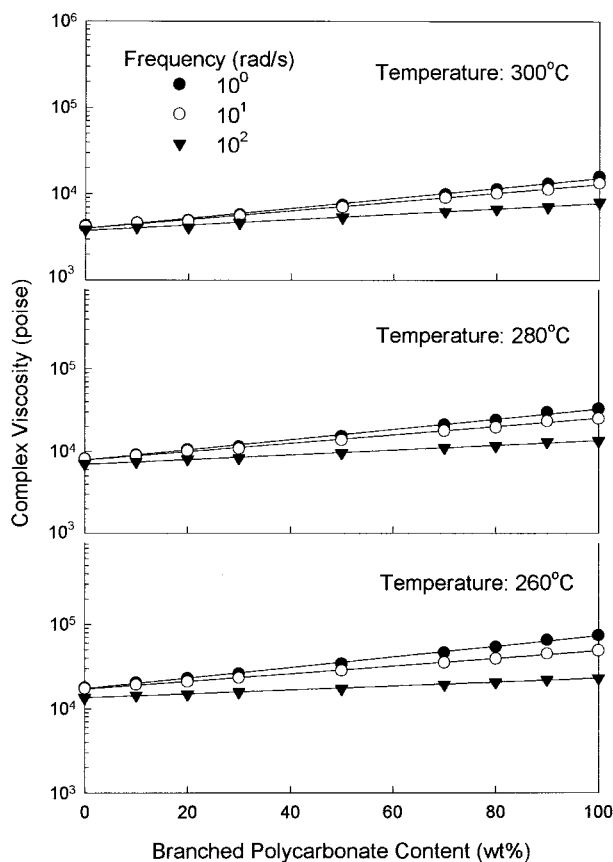 10⁶
Frequency (rad/s)
10⁰
10¹
10²
Temperature: 300°C
10⁵
10⁴
10³
Temperature: 280°C
10⁵
10⁴
10³
Temperature: 260°C
10⁵
10⁴
10³
Complex Viscosity (poise)
0 20 40 60 80 100
Branched Polycarbonate Content (wt%)